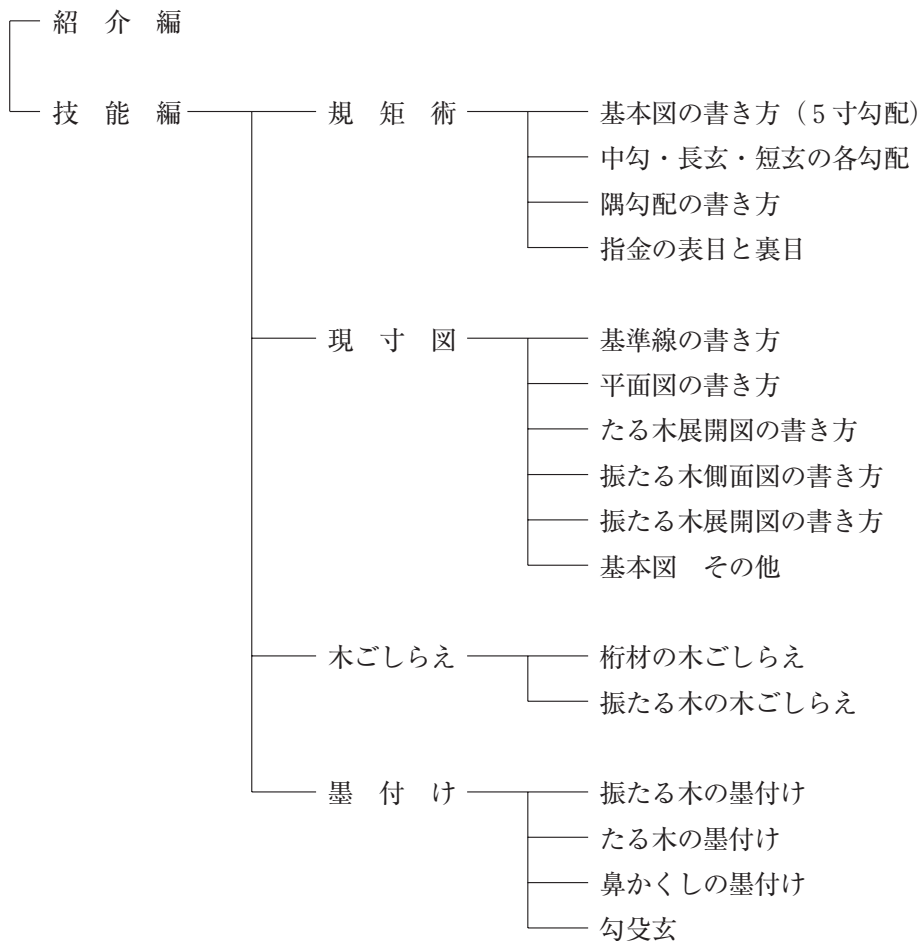 紹介編
技能編
規矩術
基本図の書き方（5寸勾配）
中勾・長玄・短玄の各勾配
隅勾配の書き方
指金の表目と裏目
現寸図
基準線の書き方
平面図の書き方
たる木展開図の書き方
振たる木側面図の書き方
振たる木展開図の書き方
基本図　その他
木ごしらえ
桁材の木ごしらえ
振たる木の木ごしらえ
墨付け
振たる木の墨付け
たる木の墨付け
鼻かくしの墨付け
勾殳玄